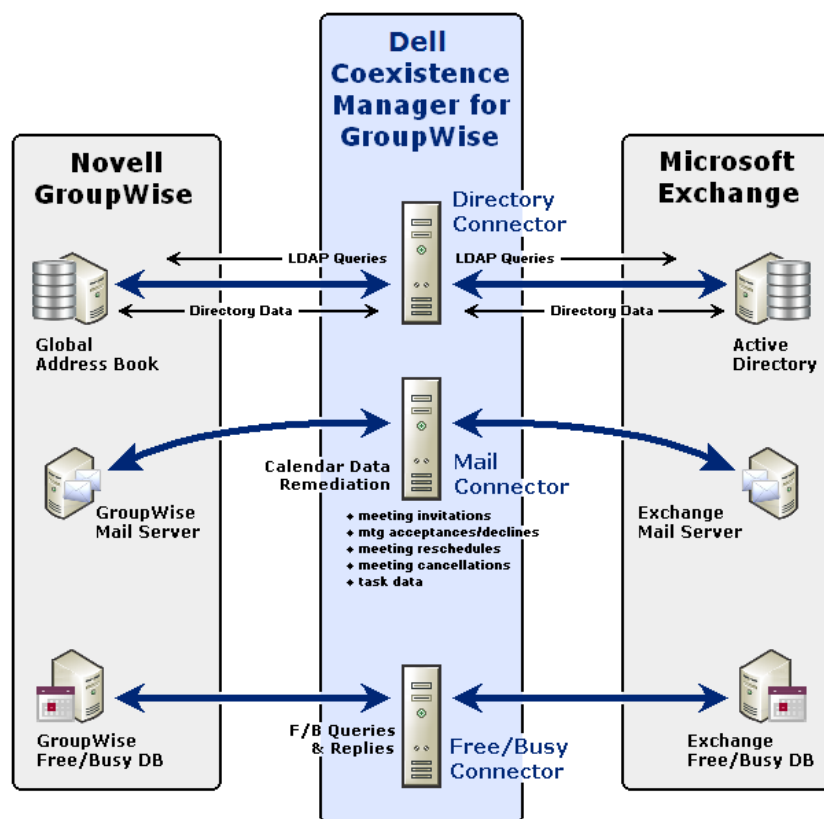 Dell
Coexistence
Manager for
GroupWise
Novell
GroupWise
Microsoft
Exchange
Directory
Connector
LDAP Queries
LDAP Queries
Directory Data
Directory Data
Global
Address Book
Active
Directory
Calendar Data
Remediation
Mail
Connector
GroupWise
Mail Server
Exchange
Mail Server
◆ meeting invitations
◆ mtg acceptances/declines
◆ meeting reschedules
◆ meeting cancellations
◆ task data
F/B Queries
& Replies
Free/Busy
Connector
GroupWise
Free/Busy DB
Exchange
Free/Busy DB